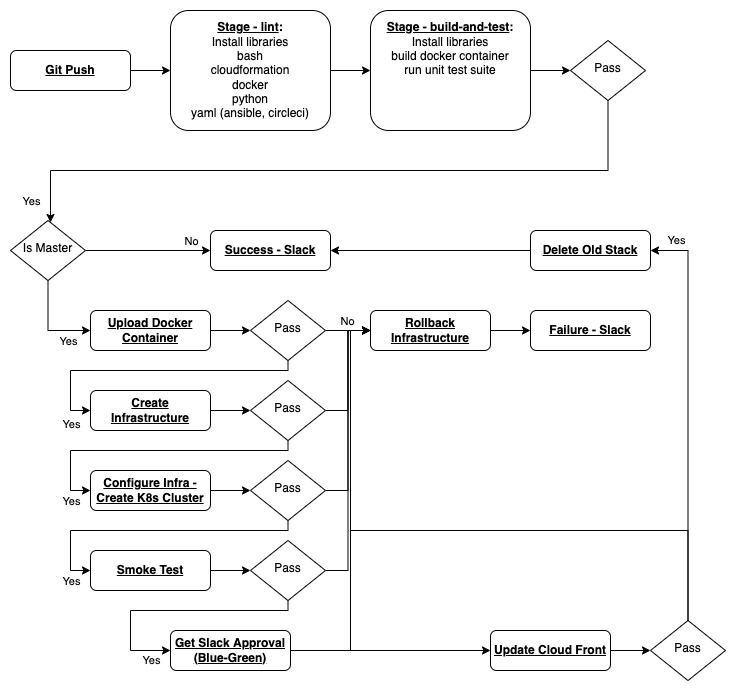 Git Push
Stage - lint:
Install libraries
bash
cloudformation
docker
python
yaml (ansible, circleci)
Stage - build-and-test:
Install libraries
build docker container
run unit test suite
Pass
Yes
Is Master
No
Success - Slack
Delete Old Stack
Yes
Yes
Upload Docker
Container
Pass
No
Rollback
Infrastructure
Failure - Slack
Yes
Create
Infrastructure
Pass
Yes
Configure Infra -
Create K8s Cluster
Pass
Yes
Smoke Test
Pass
Yes
Get Slack Approval
(Blue-Green)
Update Cloud Front
Pass